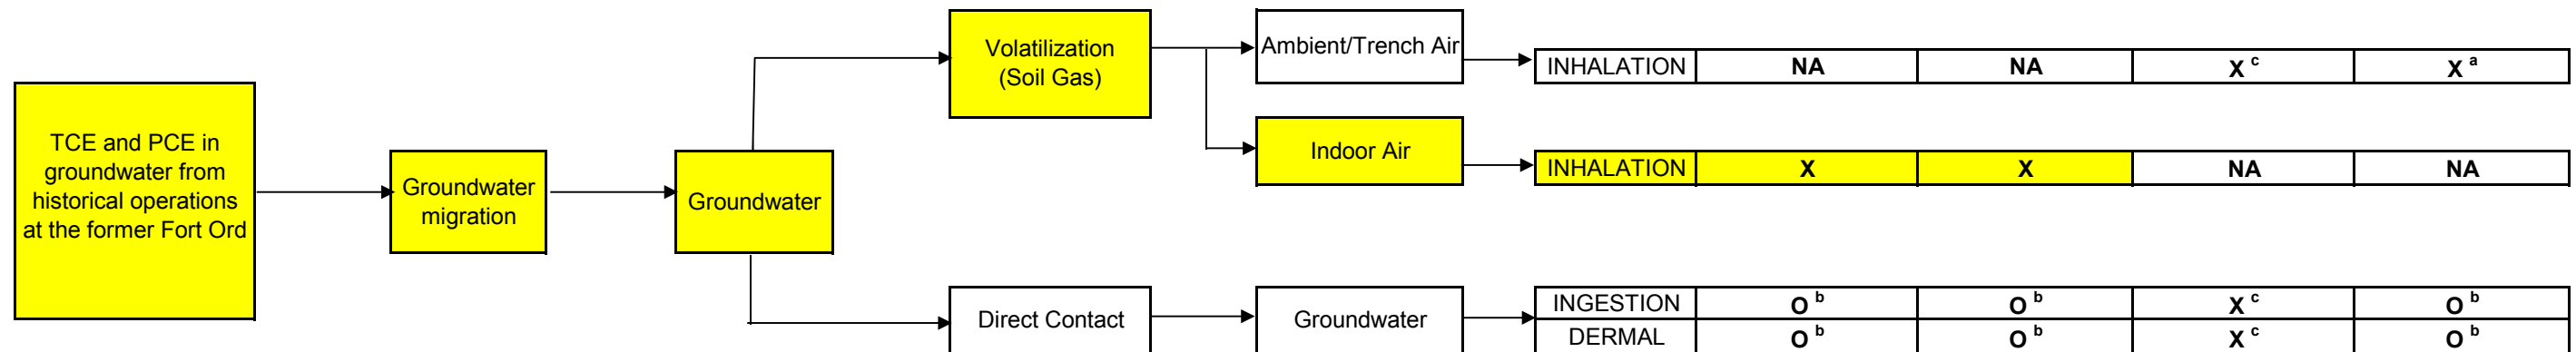 TCE and PCE in
groundwater from
historical operations
at the former Fort Ord
Groundwater
migration
Groundwater
Volatilization
(Soil Gas)
Ambient/Trench Air
INHALATION NA NA X c X a
Indoor Air
INHALATION X X NA NA
Direct Contact
Groundwater
INGESTION O b O b X c O b
DERMAL O b O b X c O b